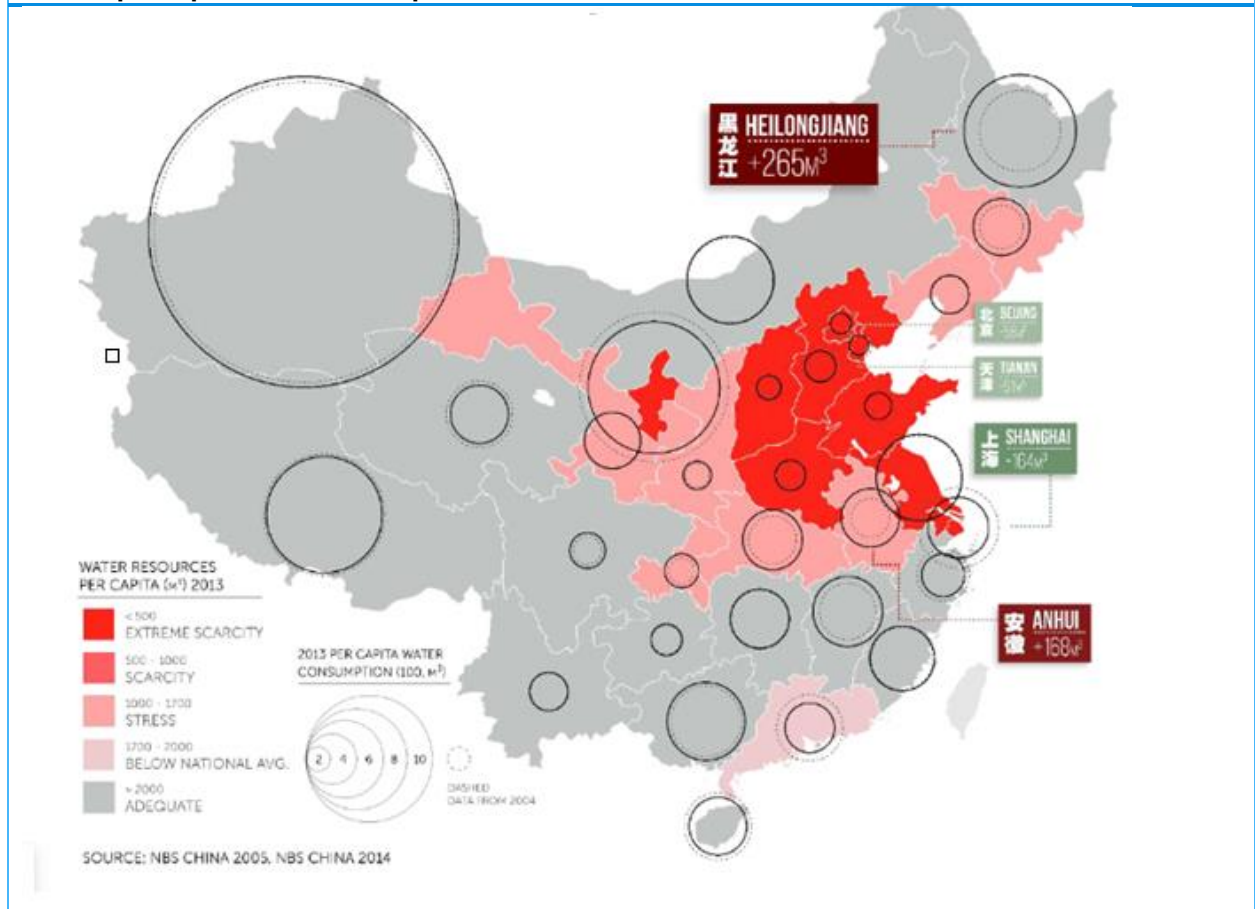 黑龙江 HEILONGJIANG
+265M³
北京 BEIJING
天津 TIANJIN
-51M³
上海 SHANGHAI
-164M³
安徽 ANHUI
+168M³
WATER RESOURCES
PER CAPITA (M³) 2013
<500
EXTREME SCARCITY
500 - 1000
SCARCITY
1000 - 1700
STRESS
1700 - 2000
BELOW NATIONAL AVG.
>2000
ADEQUATE
2013 PER CAPITA WATER
CONSUMPTION (100, M³)
2 4 6 8 10
DASHED
DATA FROM 2004
SOURCE: NBS CHINA 2005, NBS CHINA 2014